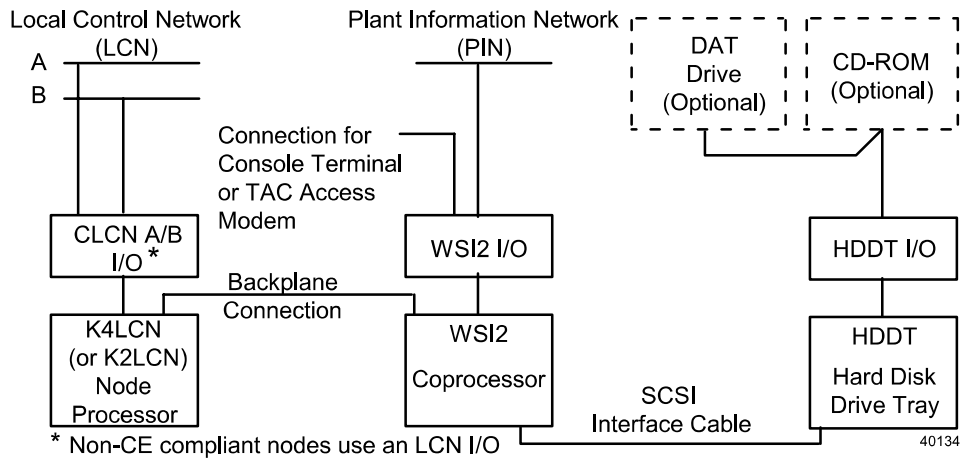 Local Control Network
(LCN)
A
B
Plant Information Network
(PIN)
DAT
Drive
(Optional)
CD-ROM
(Optional)
Connection for
Console Terminal
or TAC Access
Modem
CLCN A/B
I/O *
WSI2 I/O
HDDT I/O
Backplane
Connection
K4LCN
(or K2LCN)
Node
Processor
WSI2
Coprocessor
HDDT
Hard Disk
Drive Tray
SCSI
Interface Cable
* Non-CE compliant nodes use an LCN I/O
40134